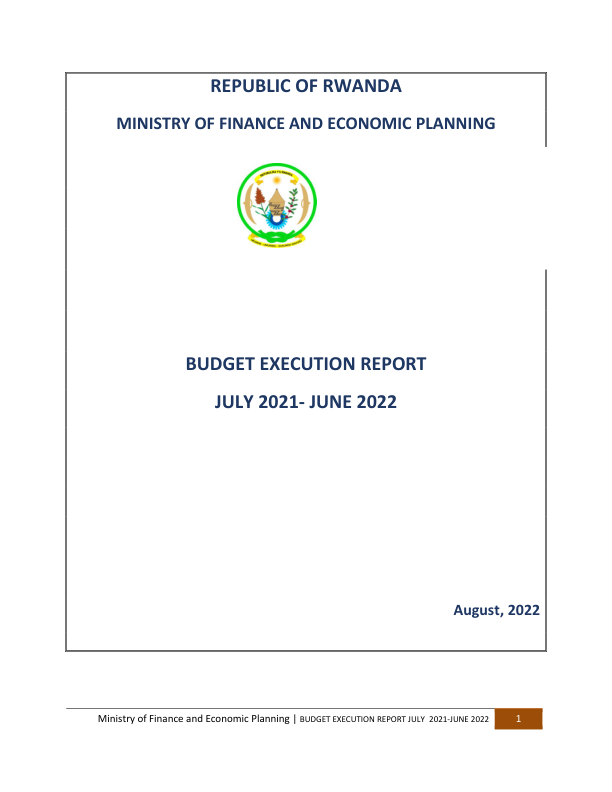 REPUBLIC OF RWANDA
MINISTRY OF FINANCE AND ECONOMIC PLANNING
BUDGET EXECUTION REPORT
JULY 2021- JUNE 2022
August, 2022
Ministry of Finance and Economic Planning | BUDGET EXECUTION REPORT JULY 2021-JUNE 2022 1